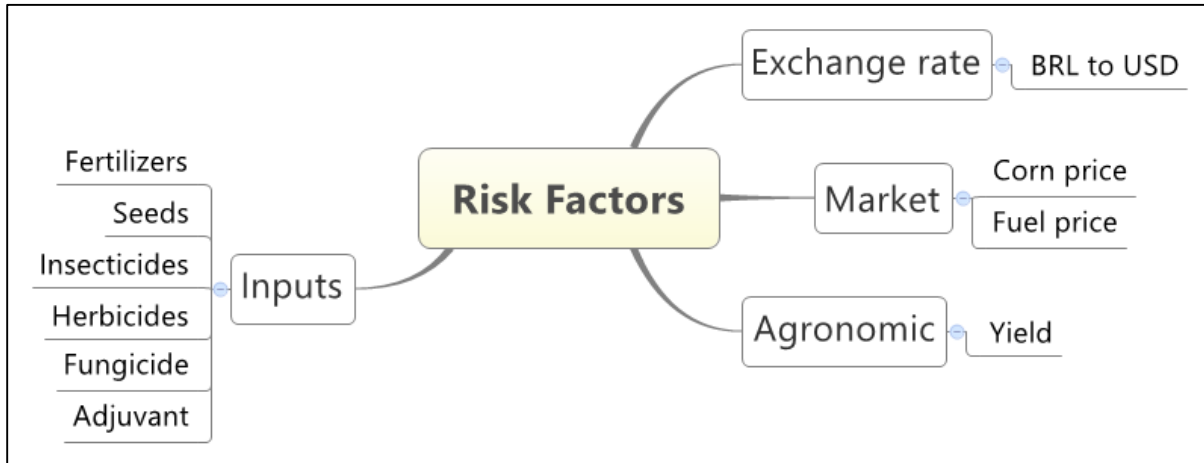 Risk Factors
Exchange rate
BRL to USD
Market
Corn price
Fuel price
Agronomic
Yield
Inputs
Fertilizers
Seeds
Insecticides
Herbicides
Fungicide
Adjuvant